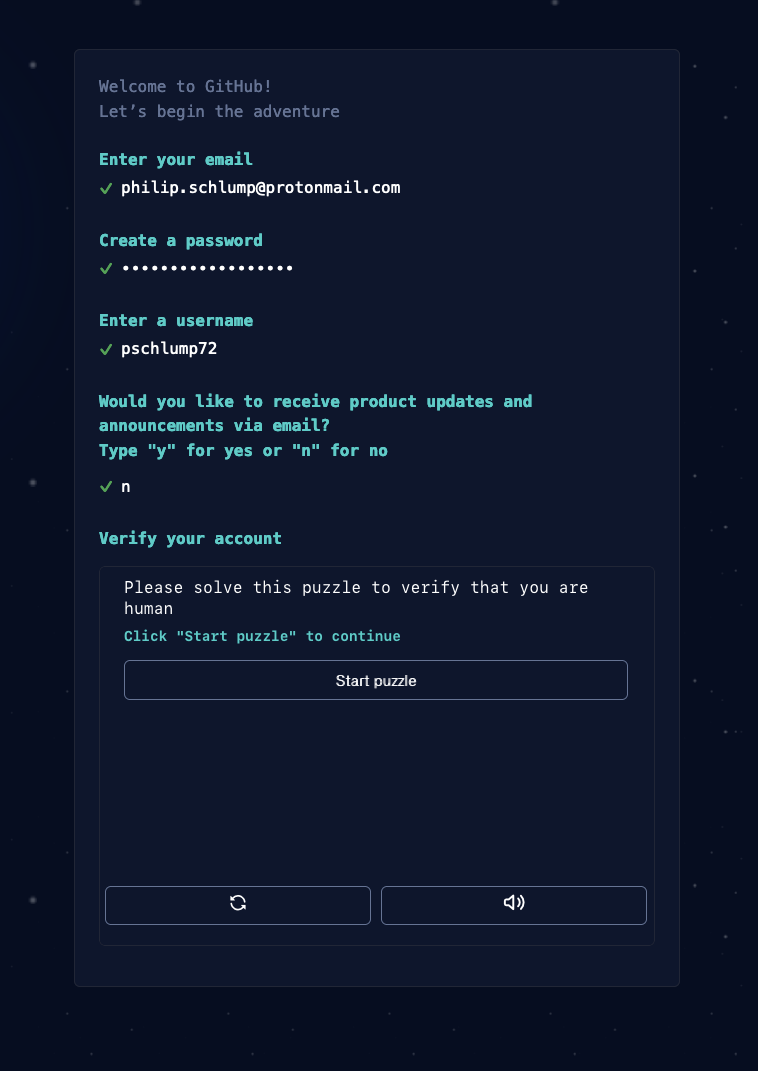 Welcome to GitHub!
Let’s begin the adventure
Enter your email
philip.schlump@protonmail.com
Create a password
••••••••••••••••••
Enter a username
pschlump72
Would you like to receive product updates and
announcements via email?
Type "y" for yes or "n" for no
n
Verify your account
Please solve this puzzle to verify that you are
human
Click "Start puzzle" to continue
Start puzzle